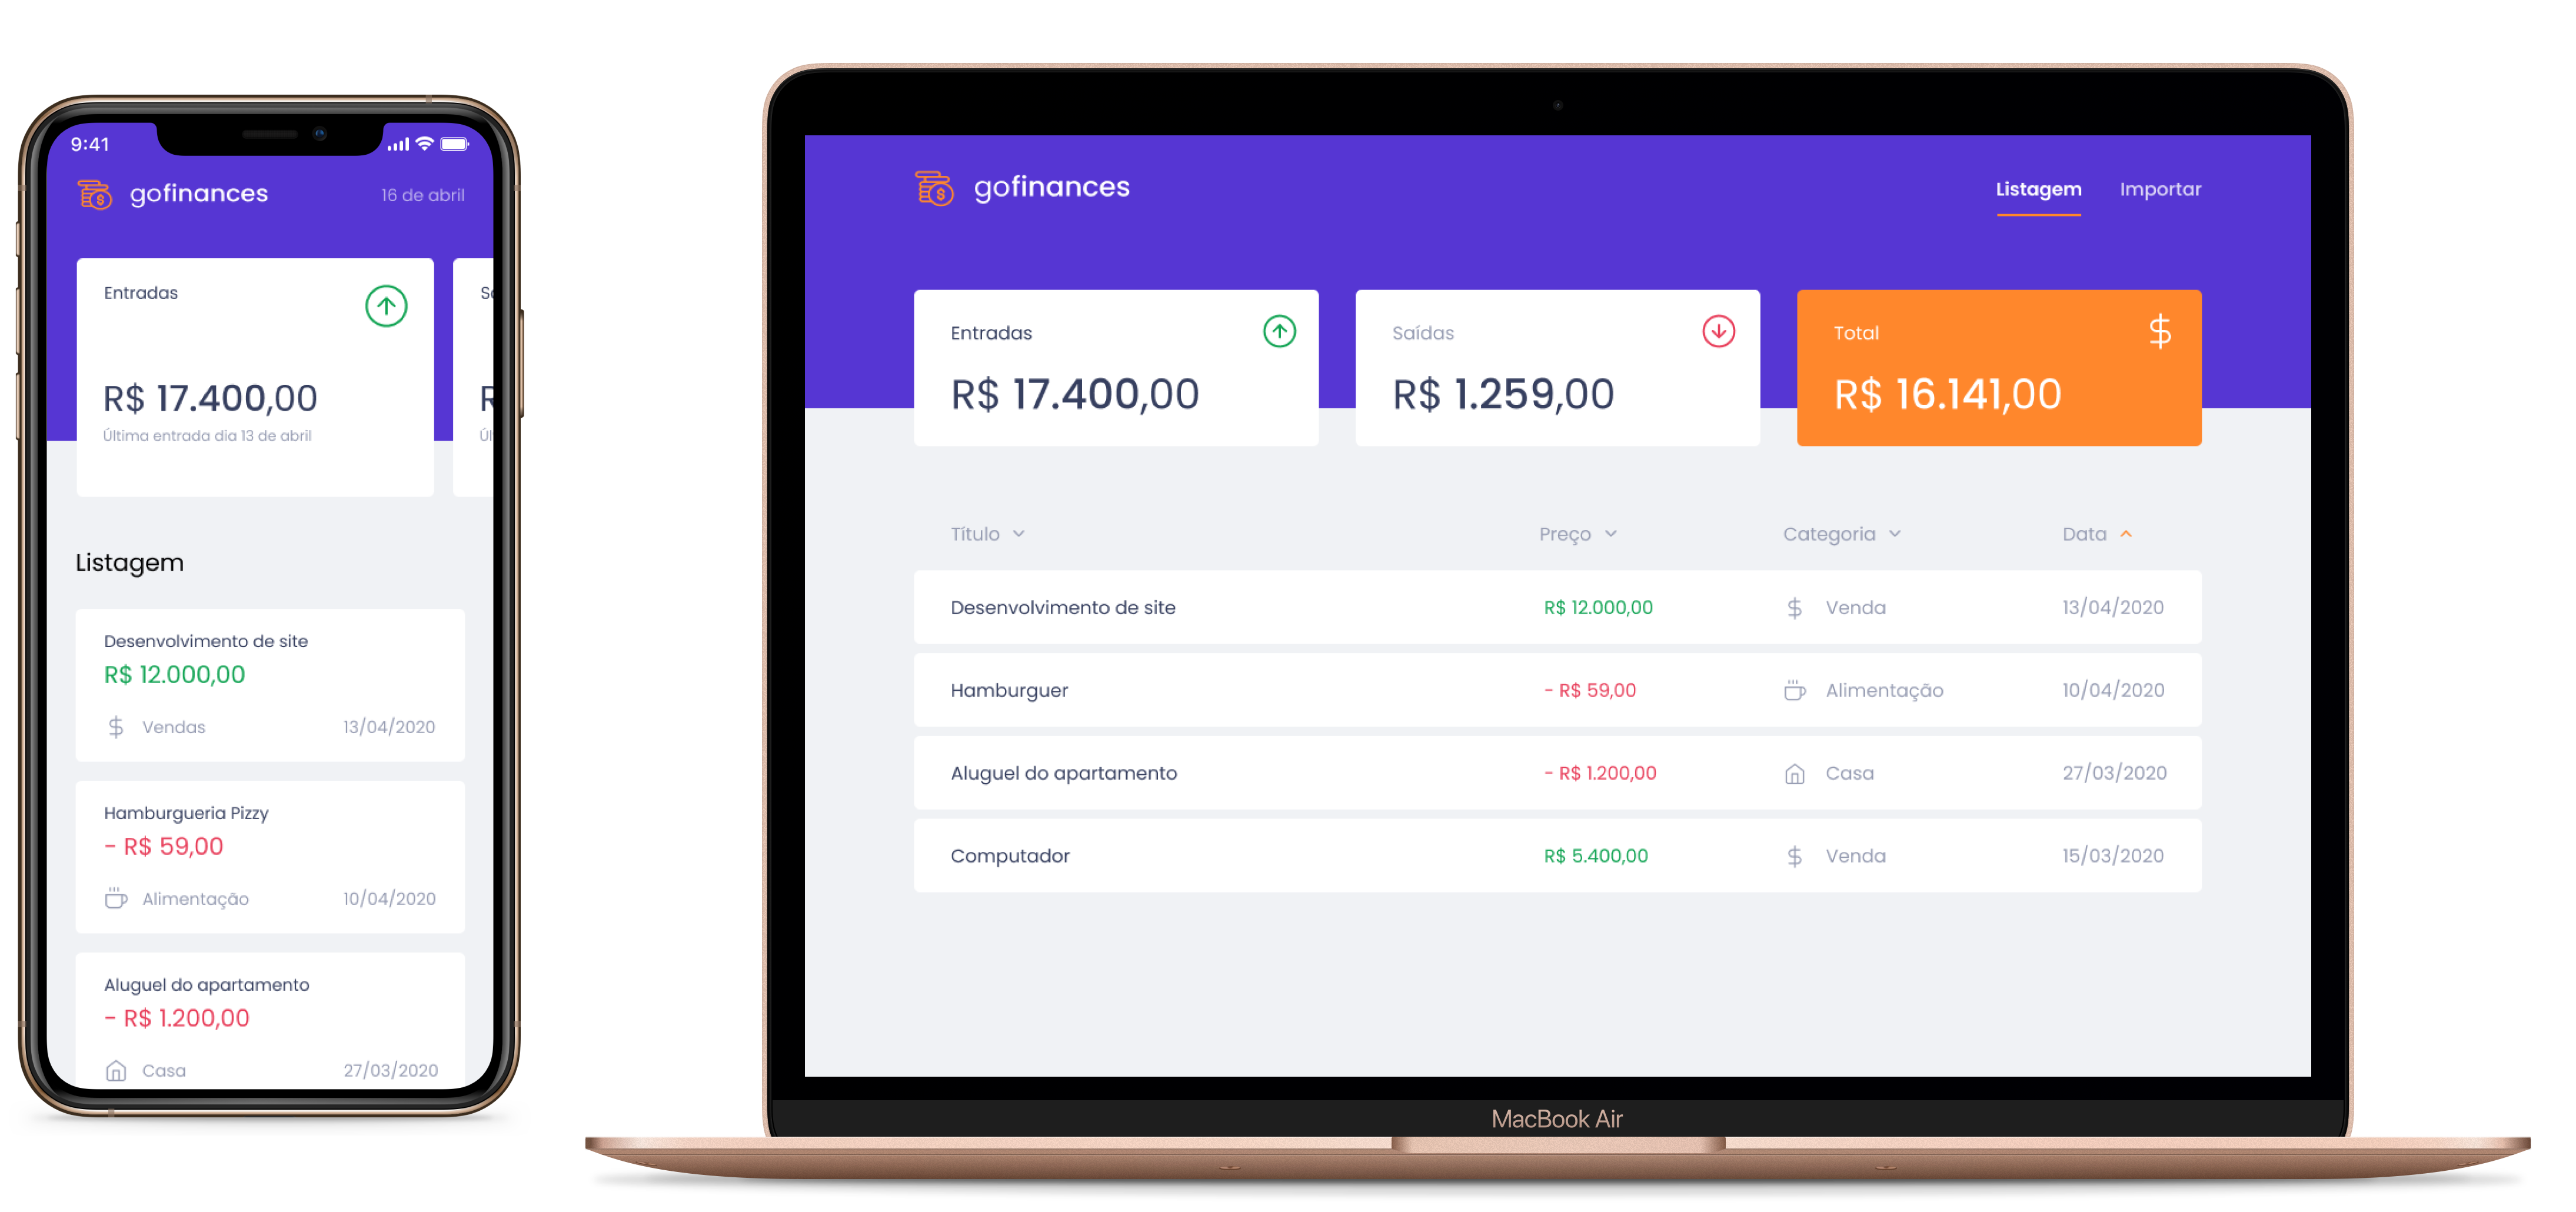 9:41
gofinances
16 de abril
Entradas
R$ 17.400,00
Última entrada dia 13 de abril
Listagem
Desenvolvimento de site
R$ 12.000,00
Vendas
13/04/2020
Hamburgueria Pizzy
- R$ 59,00
Alimentação
10/04/2020
Aluguel do apartamento
- R$ 1.200,00
Casa
27/03/2020
gofinances
Listagem
Importar
Entradas
R$ 17.400,00
Saídas
R$ 1.259,00
Total
$
R$ 16.141,00
Título
Preço
Categoria
Data
Desenvolvimento de site
R$ 12.000,00
$ Venda
13/04/2020
Hamburguer
- R$ 59,00
Alimentação
10/04/2020
Aluguel do apartamento
- R$ 1.200,00
Casa
27/03/2020
Computador
R$ 5.400,00
$ Venda
15/03/2020
MacBook Air